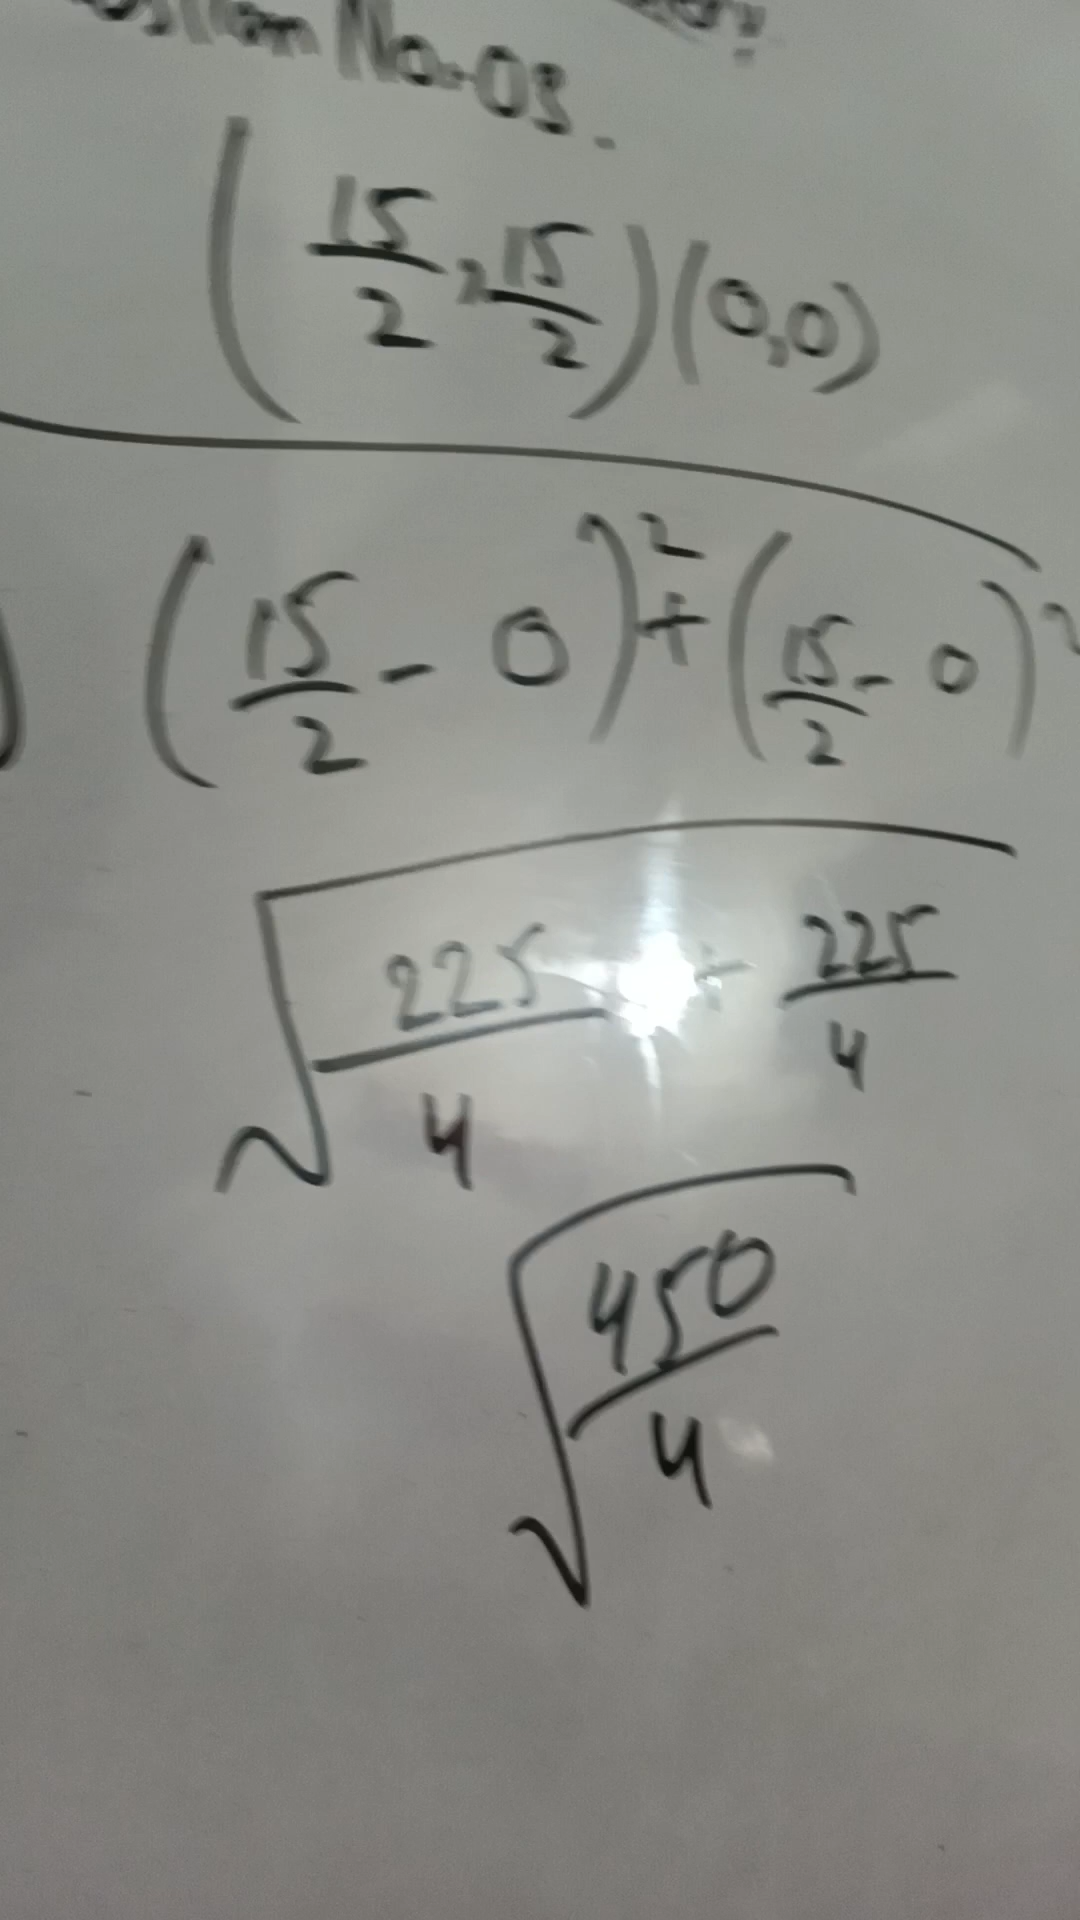 No.-03.
(15/2, 15/2)(0,0)
(15/2 - 0)² + (15/2 - 0)²
√(225/4 + 225/4)
√(450/4)